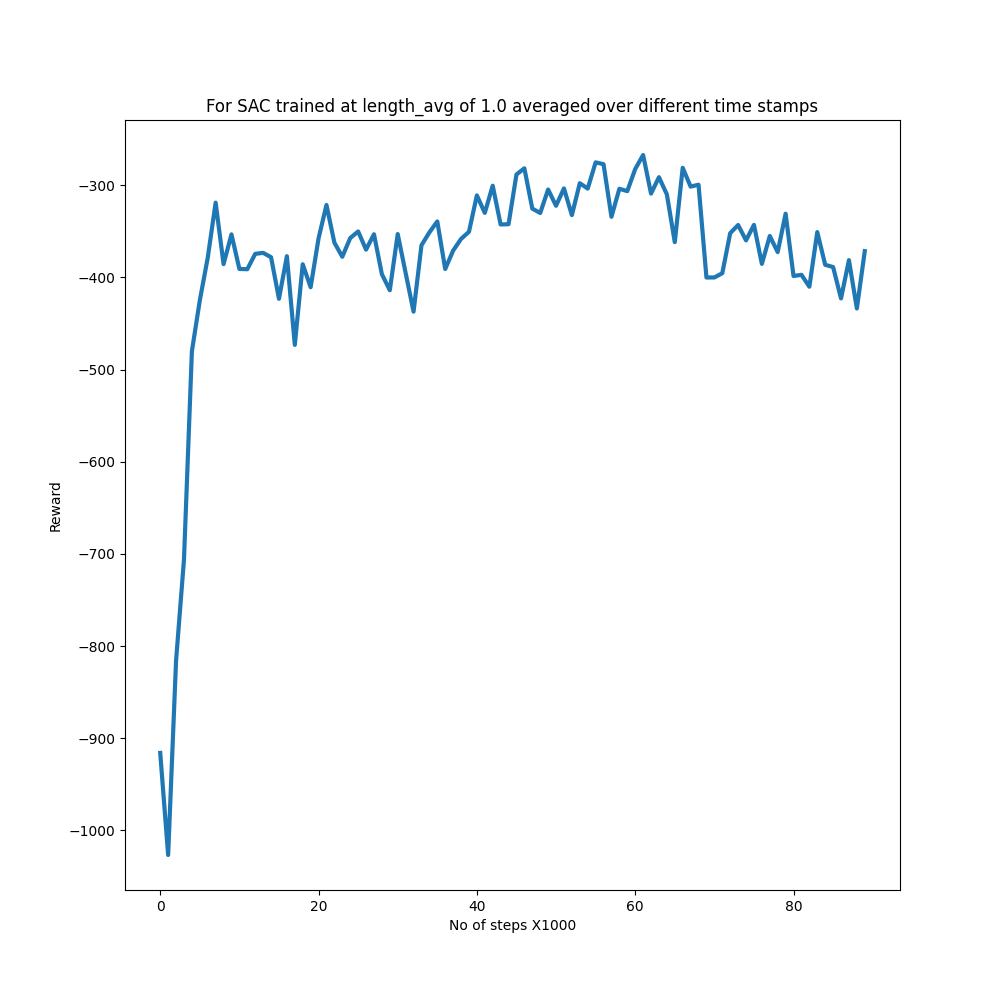 For SAC trained at length_avg of 1.0 averaged over different time stamps
−300
−400
−500
−600
−700
−800
−900
−1000
Reward
0 20 40 60 80
No of steps X1000